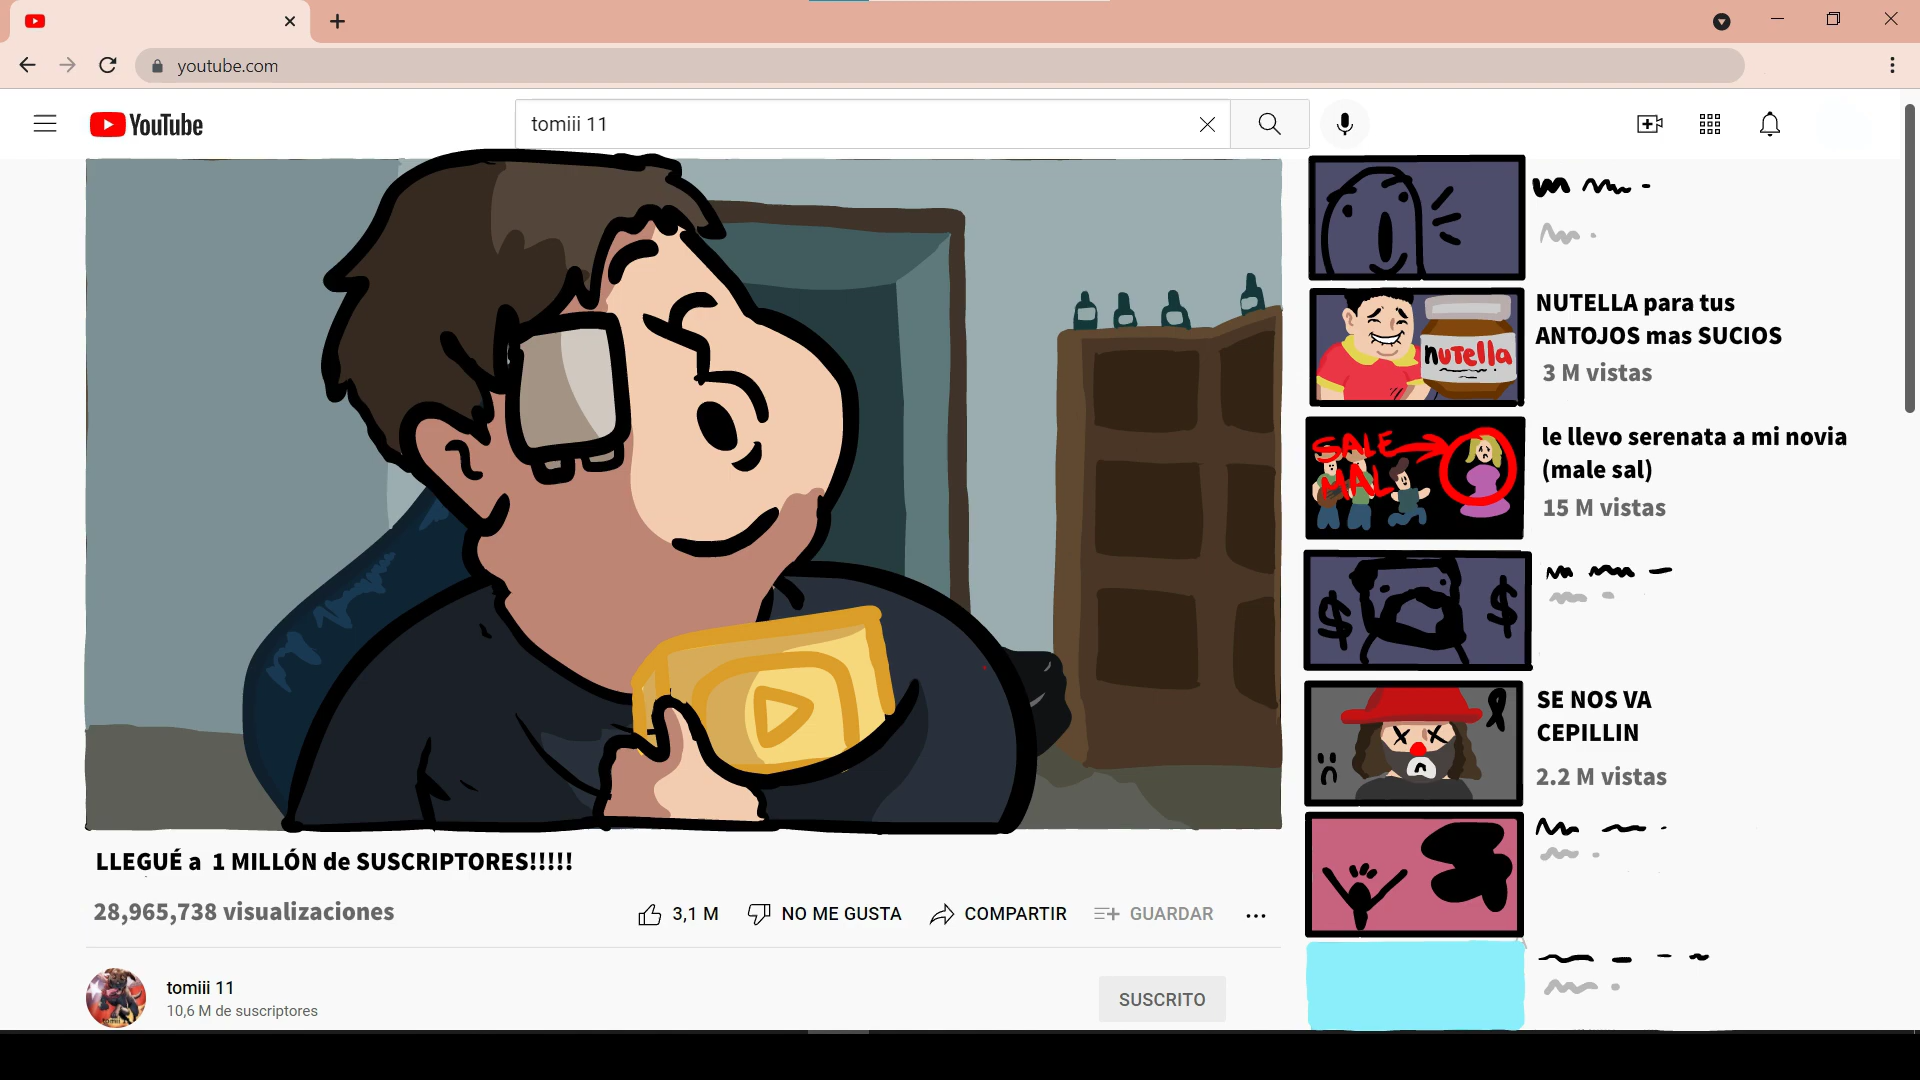 youtube.com
YouTube
tomiii 11
NUTELLA para tus
ANTOJOS mas SUCIOS
3 M vistas
nutella
le llevo serenata a mi novia
(male sal)
15 M vistas
SALE
MAL
SE NOS VA
CEPILLIN
2.2 M vistas
LLEGUÉ a 1 MILLÓN de SUSCRIPTORES!!!!!
28,965,738 visualizaciones
3,1 M
NO ME GUSTA
COMPARTIR
GUARDAR
tomiii 11
10,6 M de suscriptores
SUSCRITO